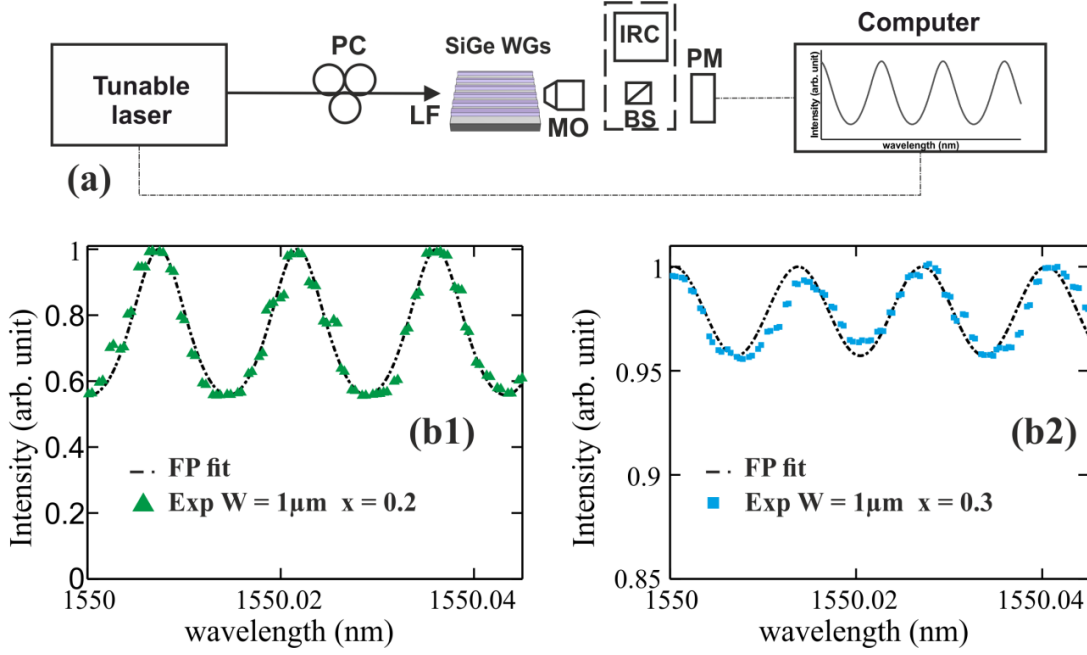 Tunable
laser
PC
LF
SiGe WGs
MO
IRC
BS
PM
Computer
Intensity (arb. unit)
wavelength (nm)
(a)
Intensity (arb. unit)
1
0.8
0.6
0.4
0.2
0
(b1)
FP fit
Exp W = 1µm x = 0.2
1550
1550.02
1550.04
wavelength (nm)
Intensity (arb. unit)
1
0.95
0.9
0.85
(b2)
FP fit
Exp W = 1µm x = 0.3
1550
1550.02
1550.04
wavelength (nm)